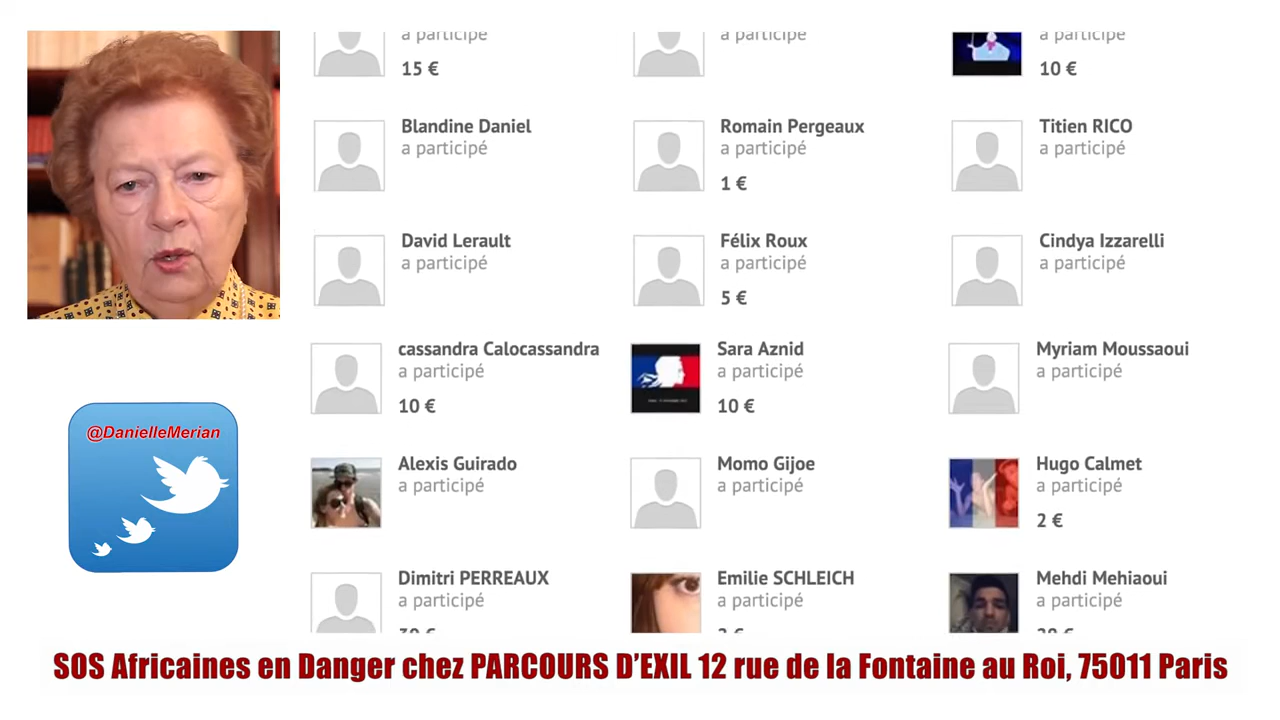 a participé
a participé
a participé
15 €
10 €
Blandine Daniel
Romain Pergeaux
Titien RICO
a participé
a participé
a participé
1 €
David Lerault
Félix Roux
Cindya Izzarelli
a participé
a participé
a participé
5 €
cassandra Calocassandra
Sara Aznid
Myriam Moussaoui
a participé
a participé
a participé
10 €
10 €
@DanielleMerian
Alexis Guirado
Momo Gijoe
Hugo Calmet
a participé
a participé
a participé
2 €
Dimitri PERREAUX
Emilie SCHLEICH
Mehdi Mehiaoui
a participé
a participé
a participé
SOS Africaines en Danger chez PARCOURS D'EXIL 12 rue de la Fontaine au Roi, 75011 Paris